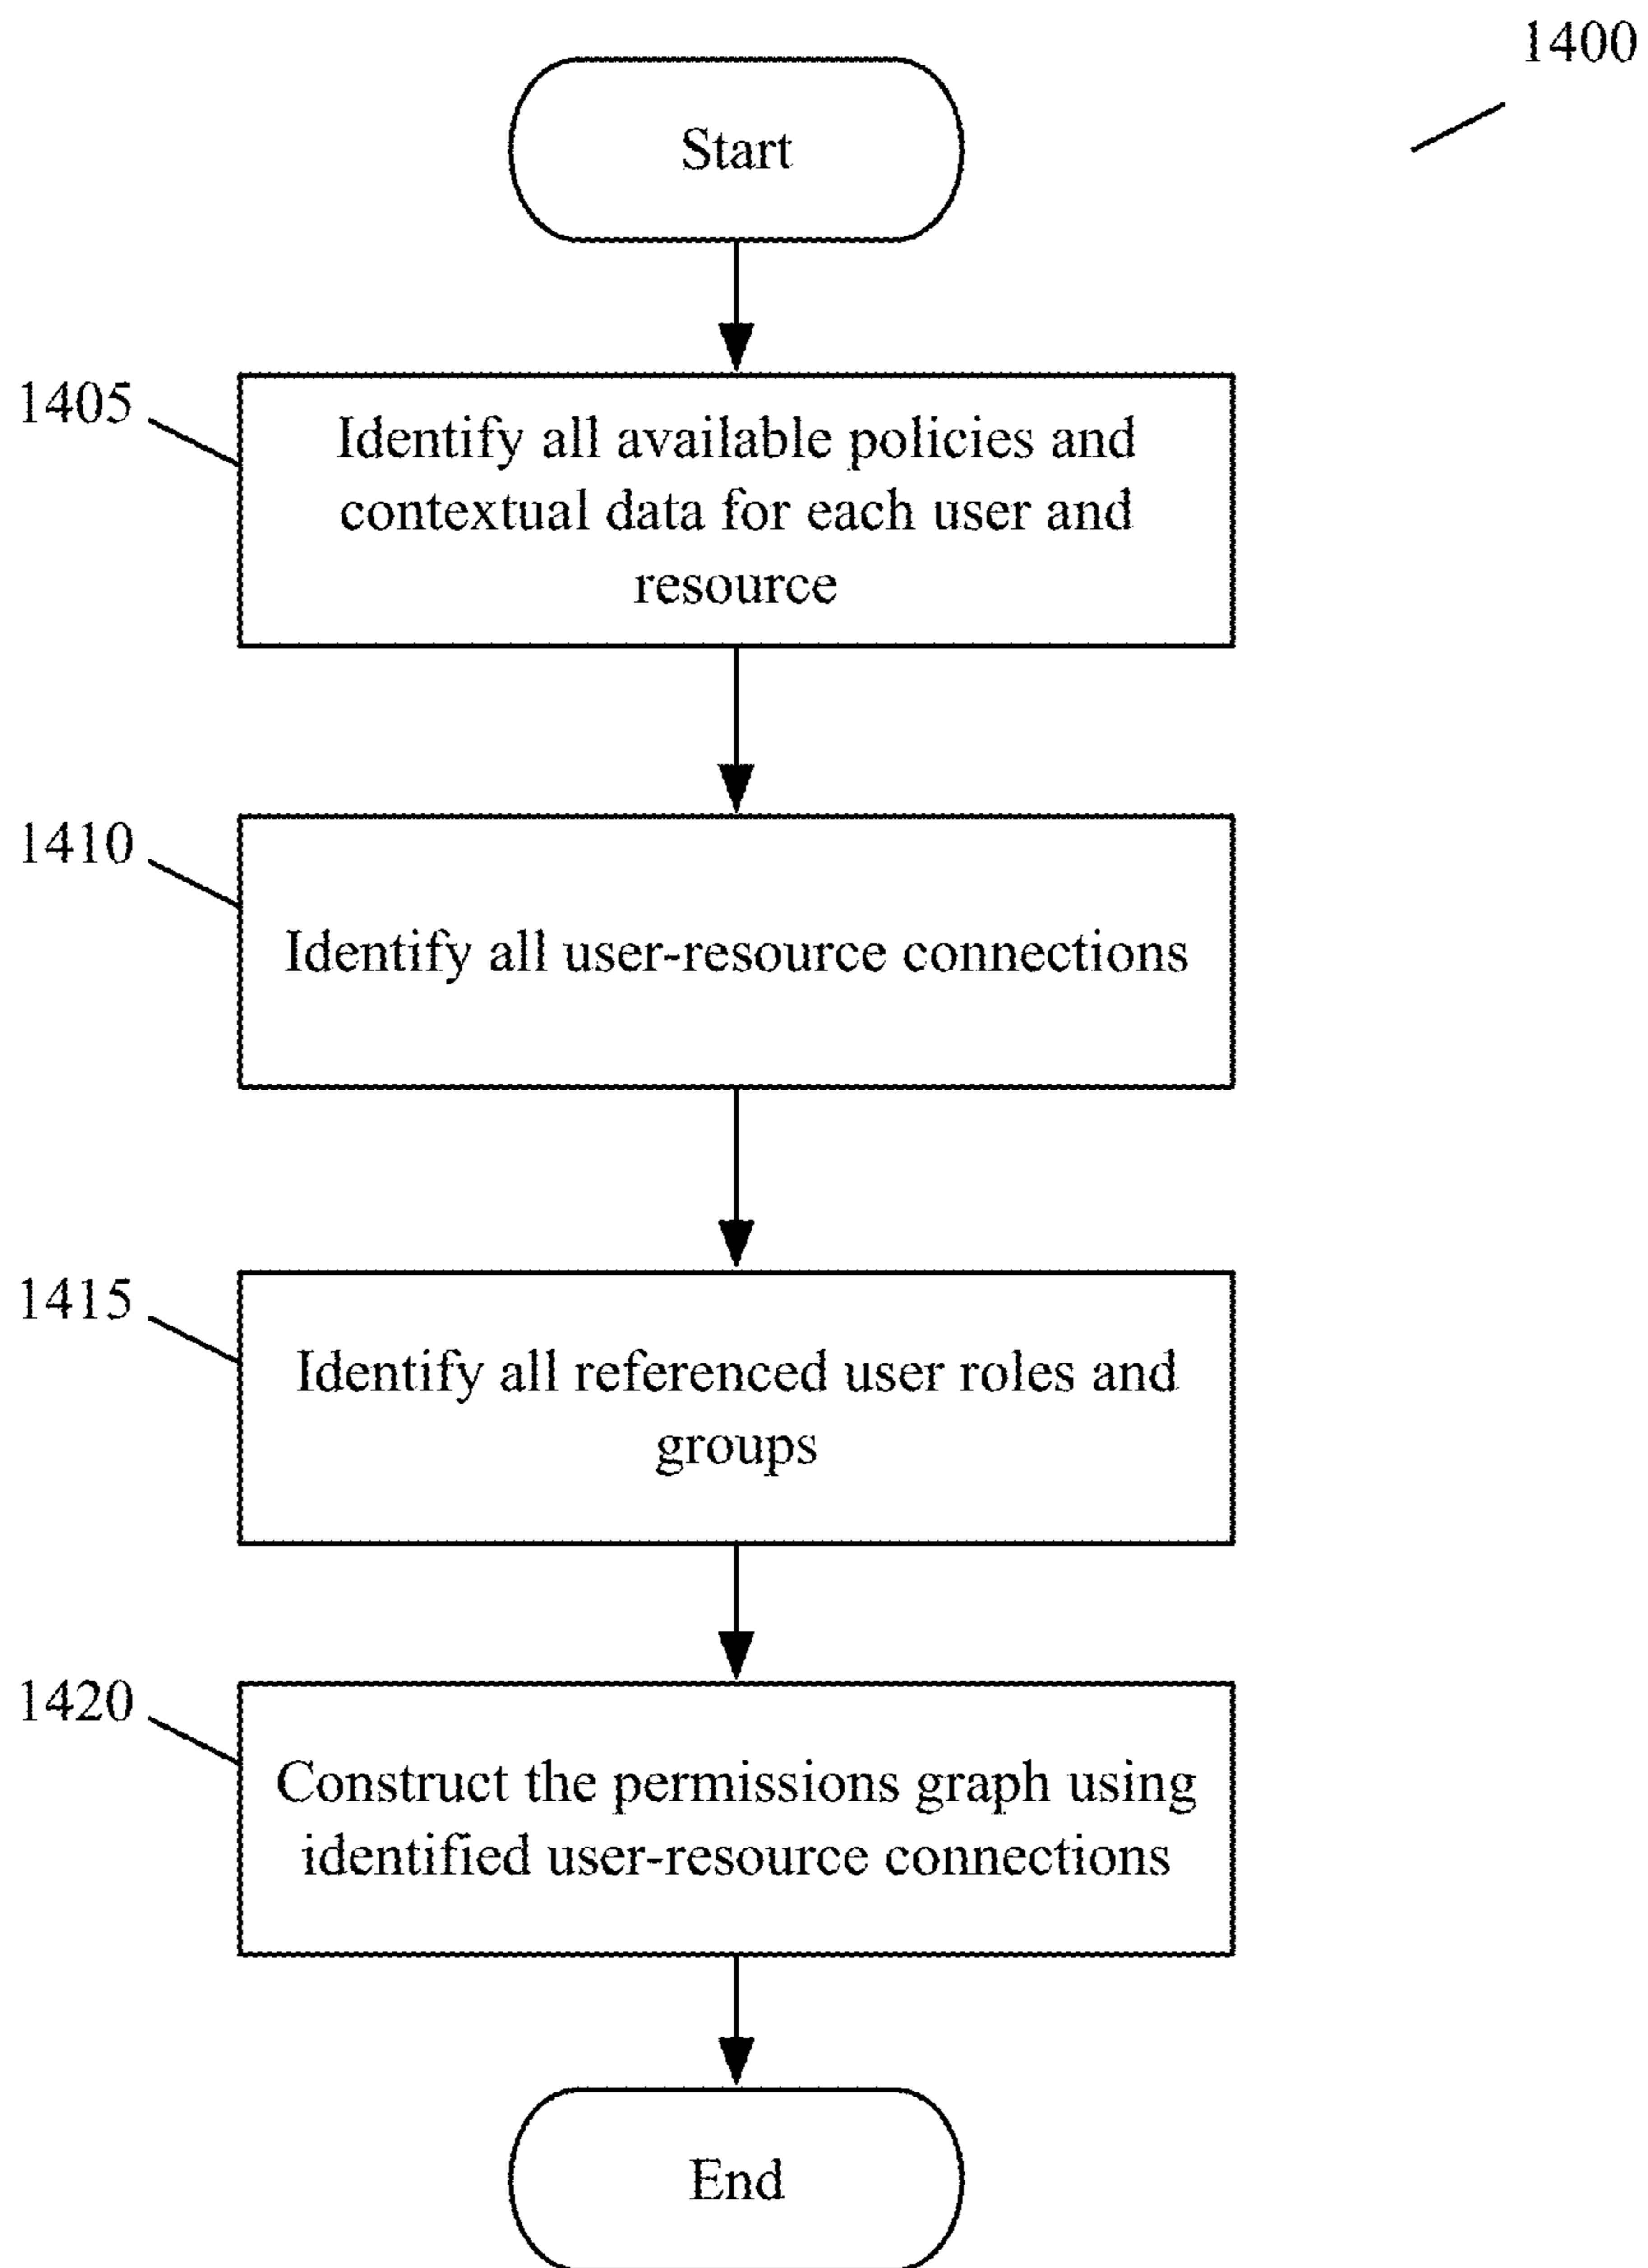 1400
Start
1405
Identify all available policies and
contextual data for each user and
resource
1410
Identify all user-resource connections
1415
Identify all referenced user roles and
groups
1420
Construct the permissions graph using
identified user-resource connections
End